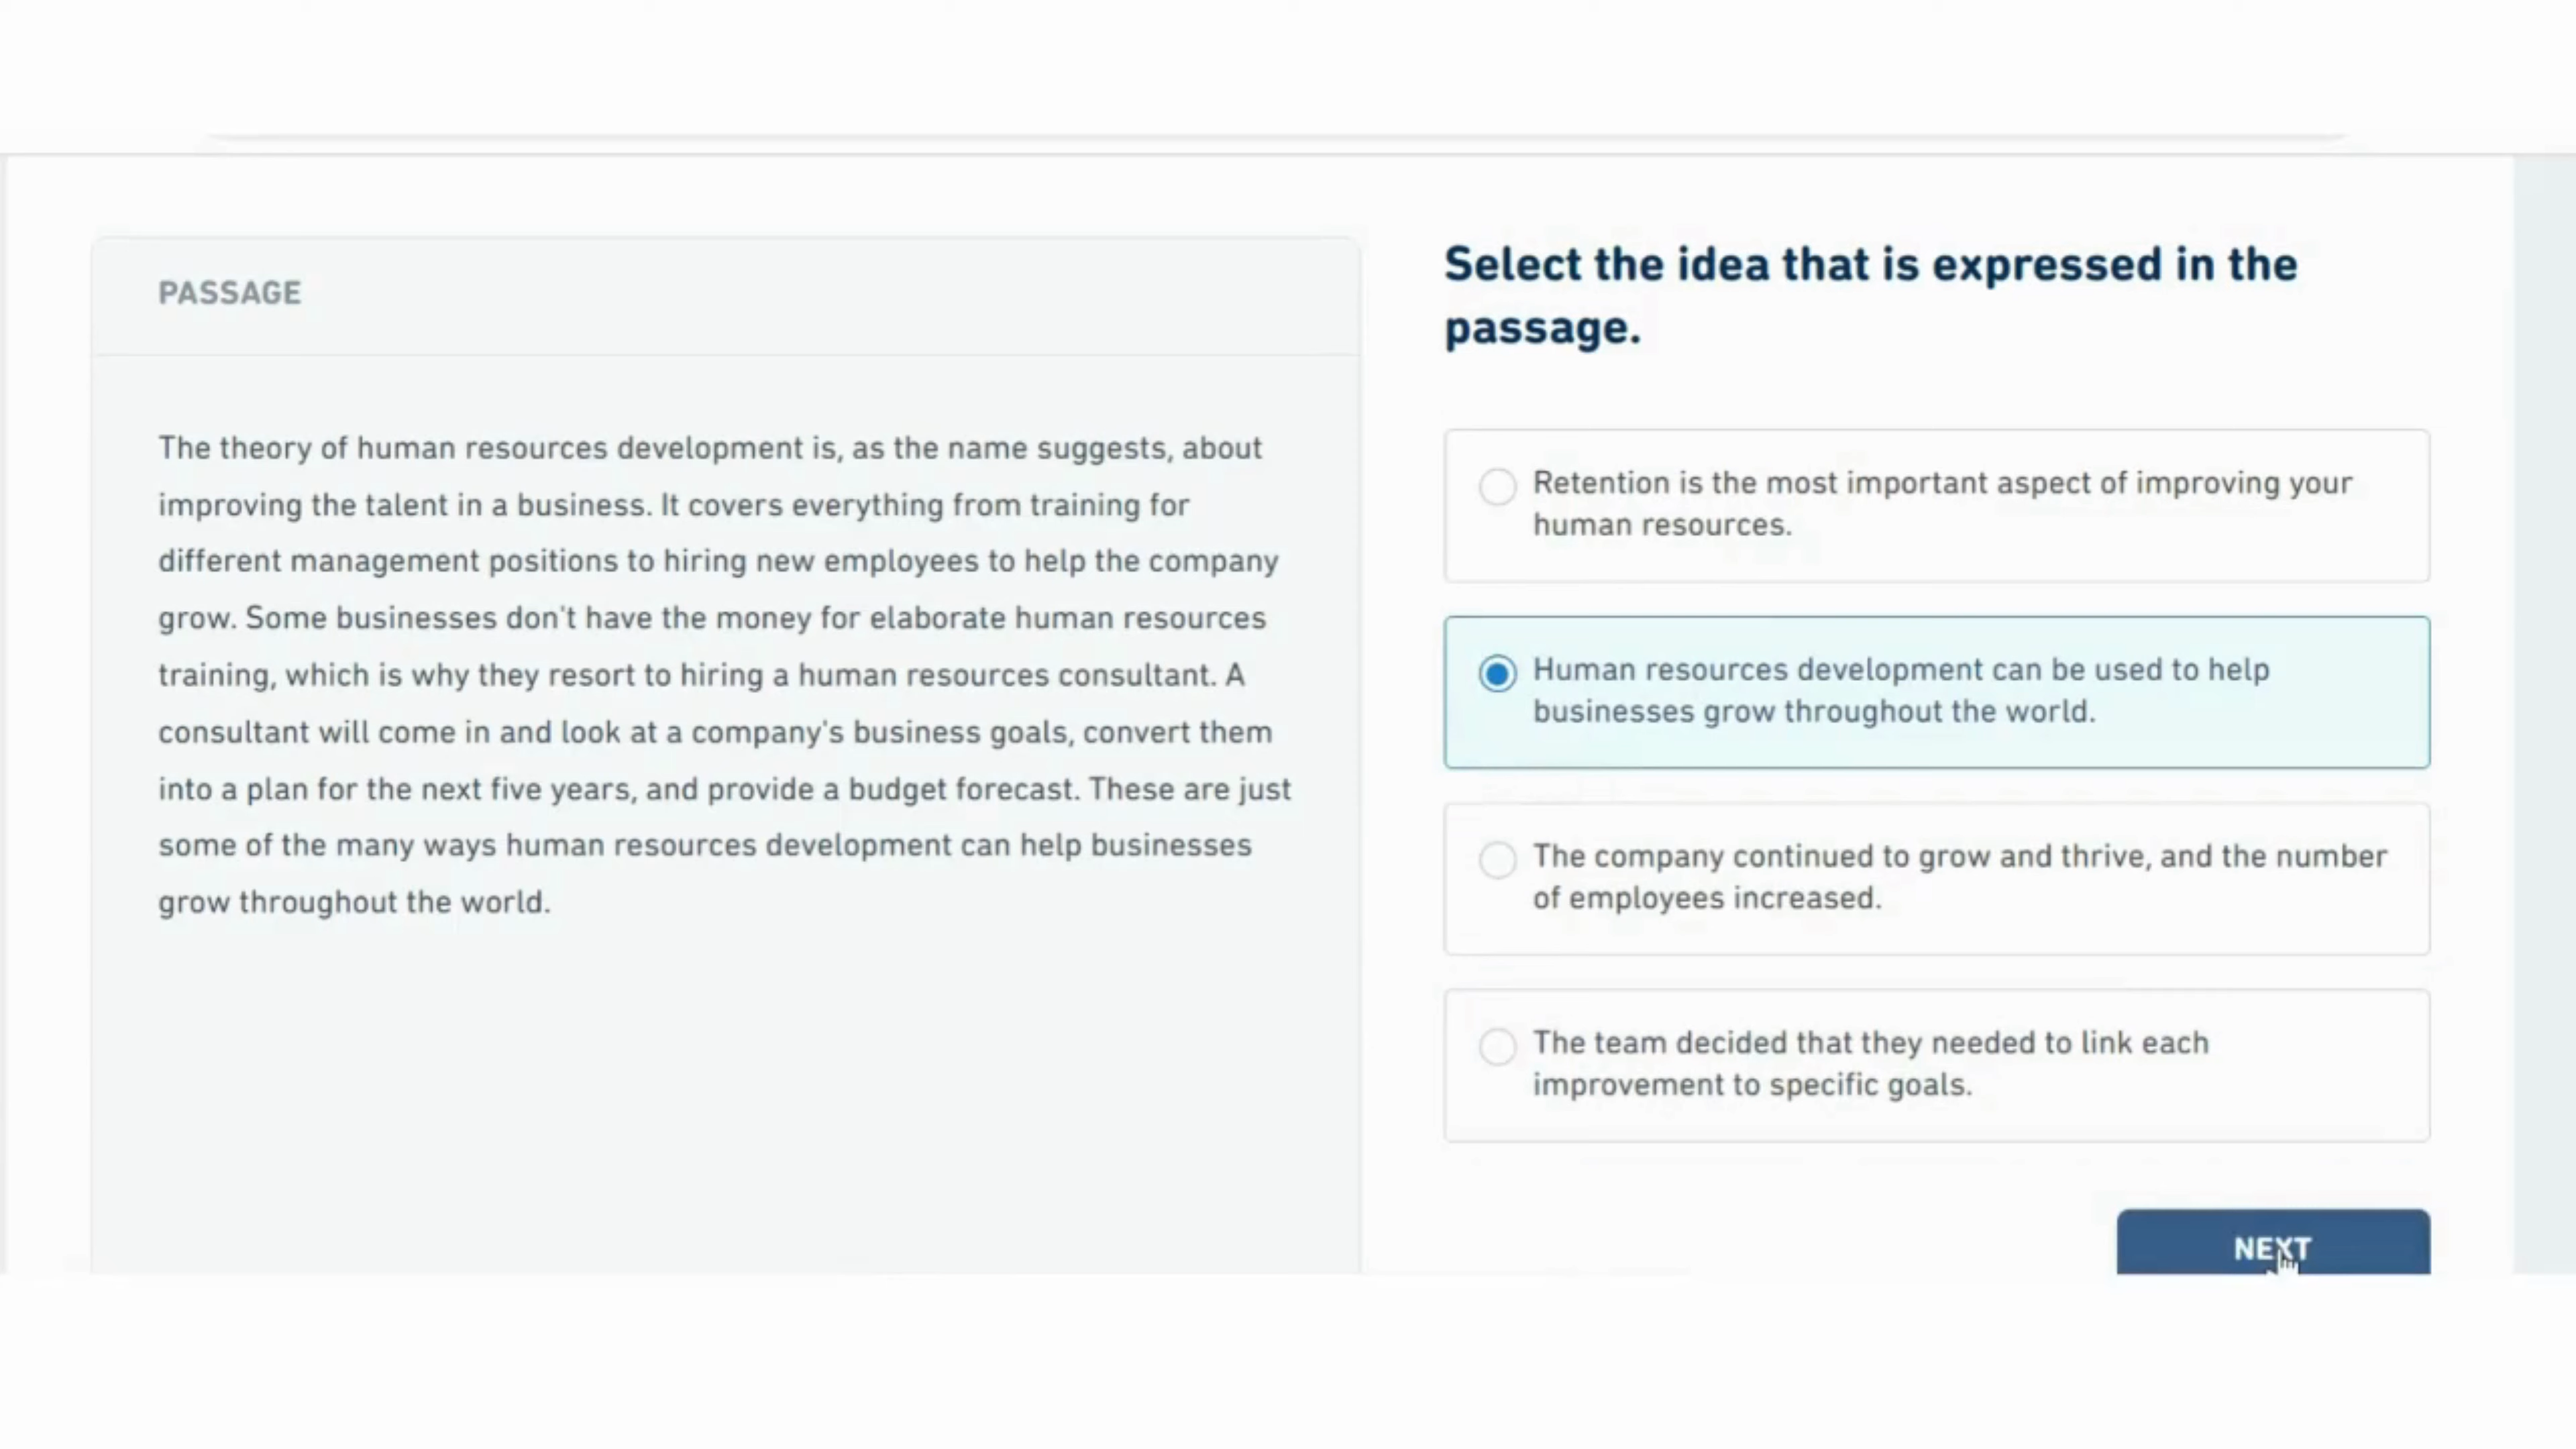 PASSAGE
The theory of human resources development is, as the name suggests, about
improving the talent in a business. It covers everything from training for
different management positions to hiring new employees to help the company
grow. Some businesses don't have the money for elaborate human resources
training, which is why they resort to hiring a human resources consultant. A
consultant will come in and look at a company's business goals, convert them
into a plan for the next five years, and provide a budget forecast. These are just
some of the many ways human resources development can help businesses
grow throughout the world.
Select the idea that is expressed in the
passage.
Retention is the most important aspect of improving your
human resources.
Human resources development can be used to help
businesses grow throughout the world.
The company continued to grow and thrive, and the number
of employees increased.
The team decided that they needed to link each
improvement to specific goals.
NEXT